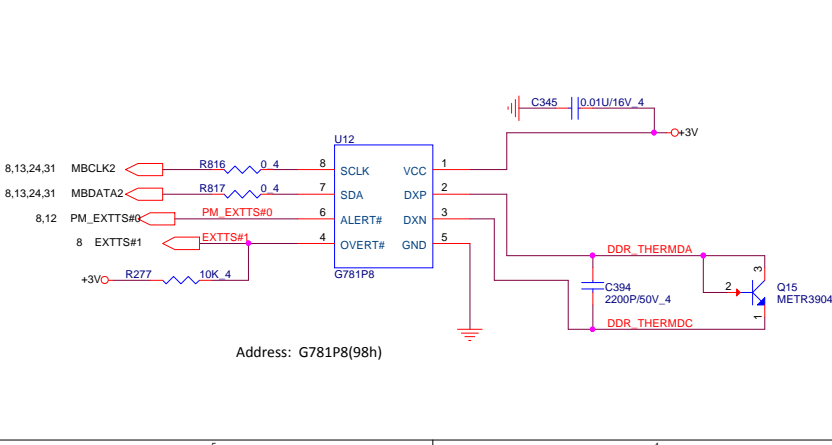 C345 0.01U/16V_4
+3V
U12
8,13,24,31 MBCLK2 R816 0_4 8 SCLK VCC 1
8,13,24,31 MBDATA2 R817 0_4 7 SDA DXP 2
8,12 PM_EXTTS#0 PM_EXTTS#0 6 ALERT# DXN 3
8 EXTTS#1 EXTTS#1 4 OVERT# GND 5
G781P8
+3V R277 10K_4
DDR_THERMDA
3
C394
2200P/50V_4
2
Q15
METR3904
1
DDR_THERMDC
Address: G781P8(98h)